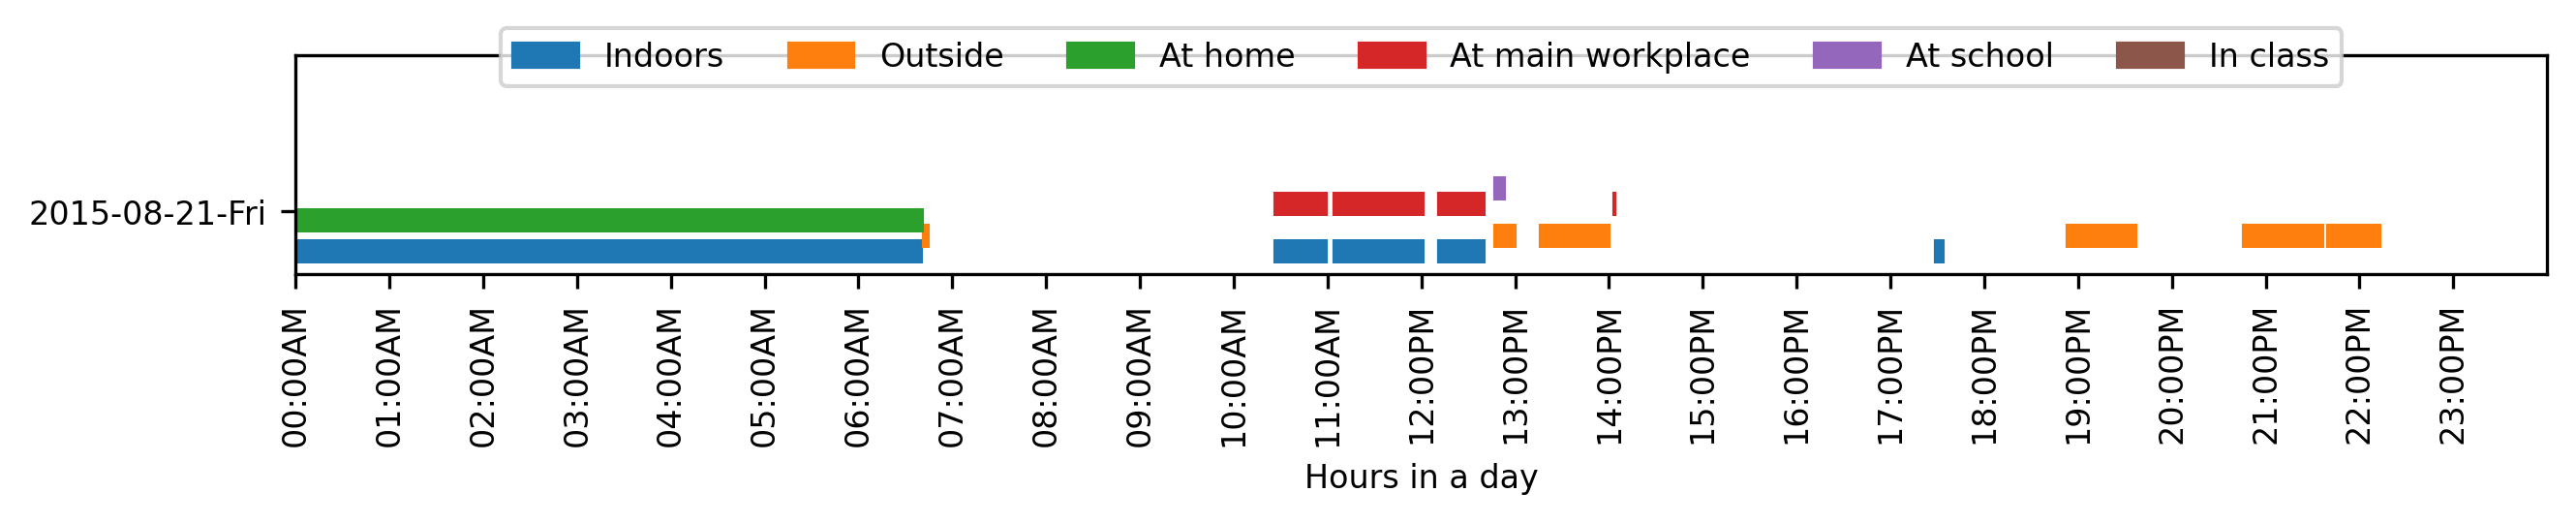 Indoors Outside At home At main workplace At school In class
2015-08-21-Fri
00:00AM 01:00AM 02:00AM 03:00AM 04:00AM 05:00AM 06:00AM 07:00AM 08:00AM 09:00AM 10:00AM 11:00AM 12:00PM 13:00PM 14:00PM 15:00PM 16:00PM 17:00PM 18:00PM 19:00PM 20:00PM 21:00PM 22:00PM 23:00PM
Hours in a day